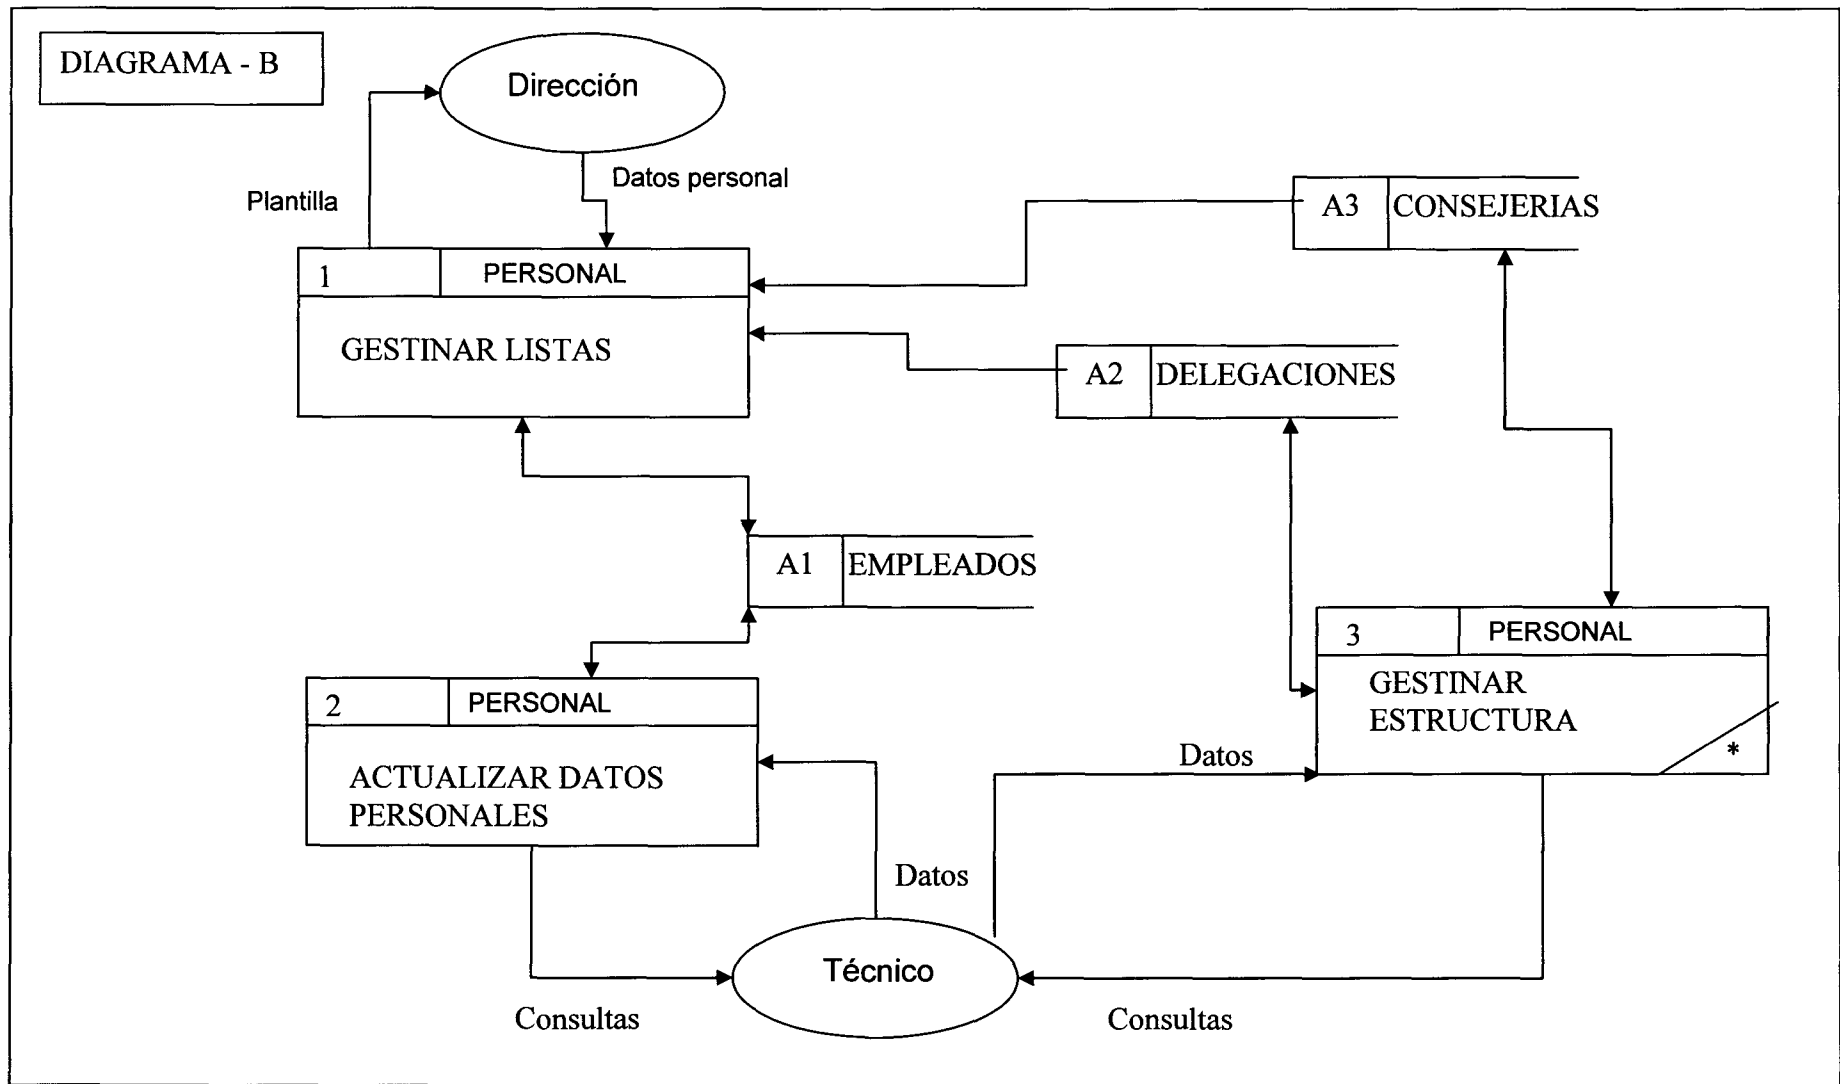 DIAGRAMA - B
Dirección
Plantilla
Datos personal
A3 CONSEJERIAS
1 PERSONAL
GESTINAR LISTAS
A2 DELEGACIONES
A1 EMPLEADOS
3 PERSONAL
GESTINAR
ESTRUCTURA
*
2 PERSONAL
ACTUALIZAR DATOS
PERSONALES
Datos
Datos
Técnico
Consultas
Consultas